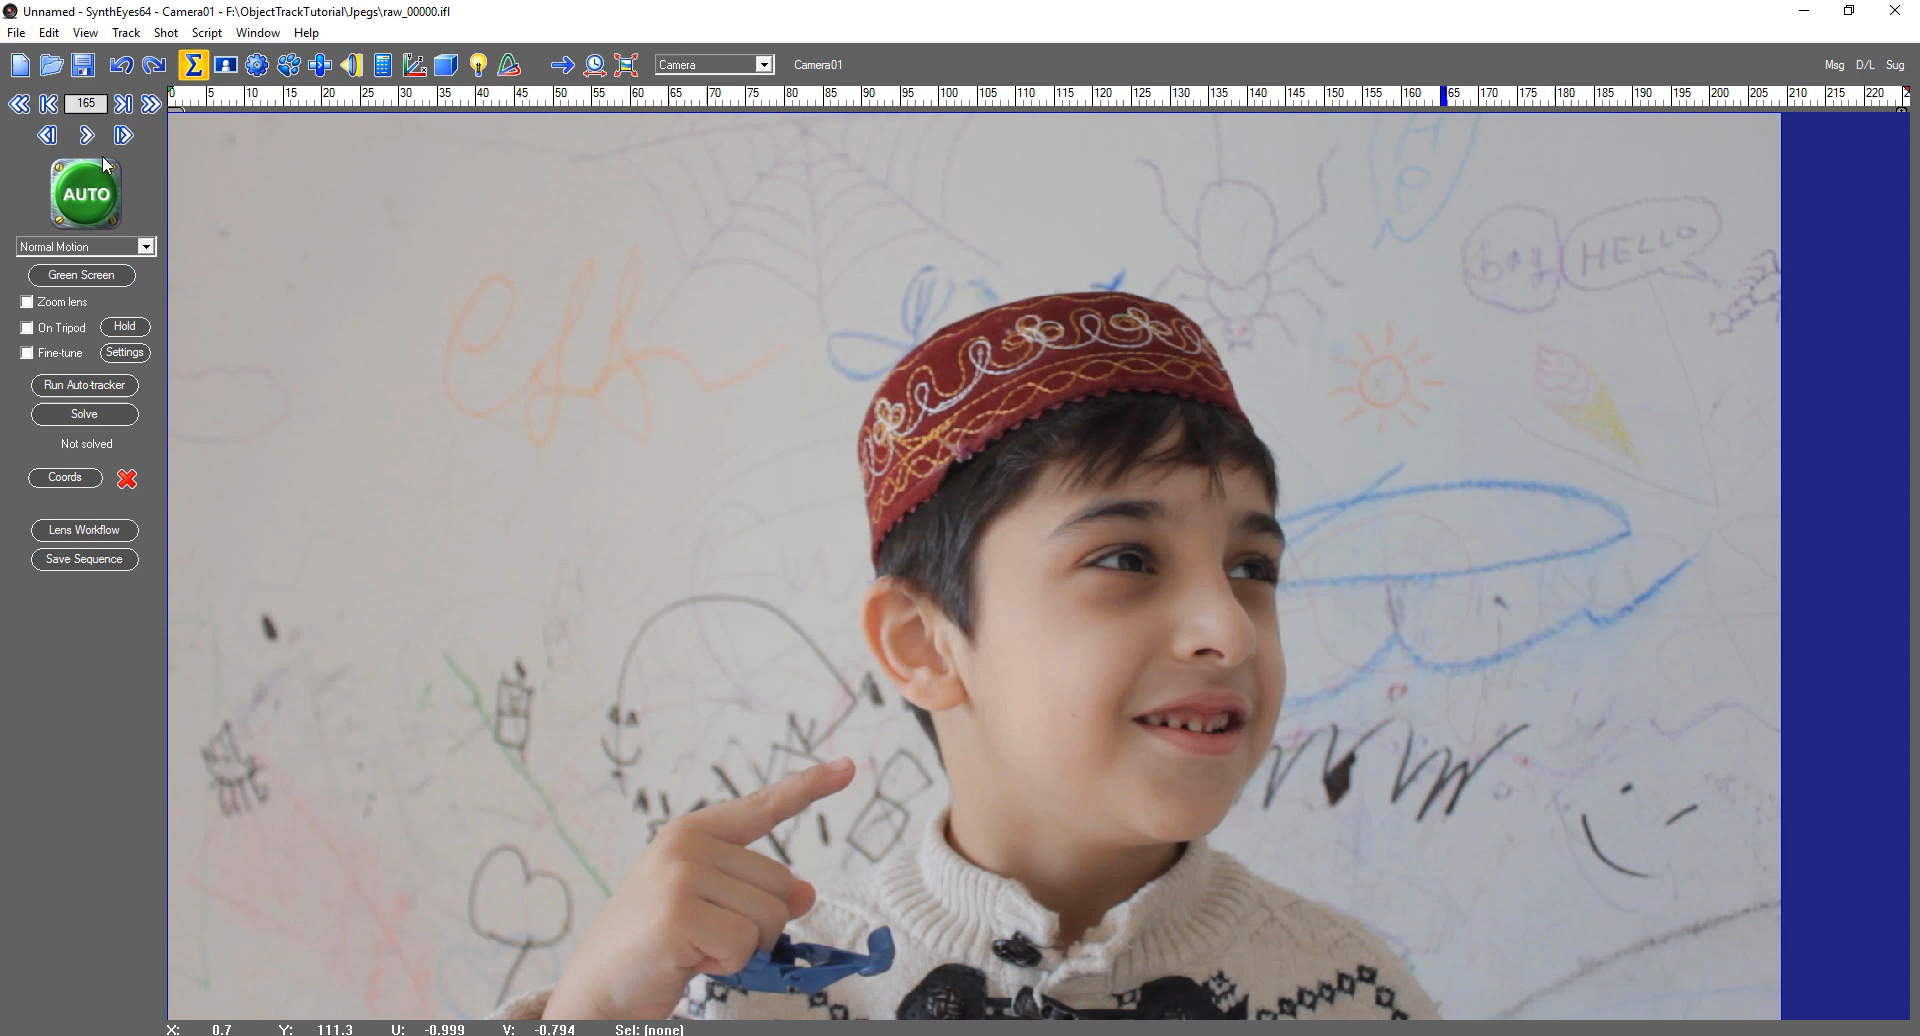 Unnamed - SynthEyes64 - Camera01 - F:\ObjectTrackTutorial\Jpegs\raw_00000.ifl
File Edit View Track Shot Script Window Help
Camera Camera01 Msg D/L Sug
165 0 5 10 15 20 25 30 35 40 45 50 55 60 65 70 75 80 85 90 95 100 105 110 115 120 125 130 135 140 145 150 155 160 165 170 175 180 185 190 195 200 205 210 215 220 2
AUTO
Normal Motion
Green Screen
Zoom lens
On Tripod Hold
Fine-tune Settings
Run Auto-tracker
Solve
Not solved
Coords
Lens Workflow
Save Sequence
HELLO
X: 0.7 Y: 111.3 U: -0.999 V: -0.794 Sel: (none)